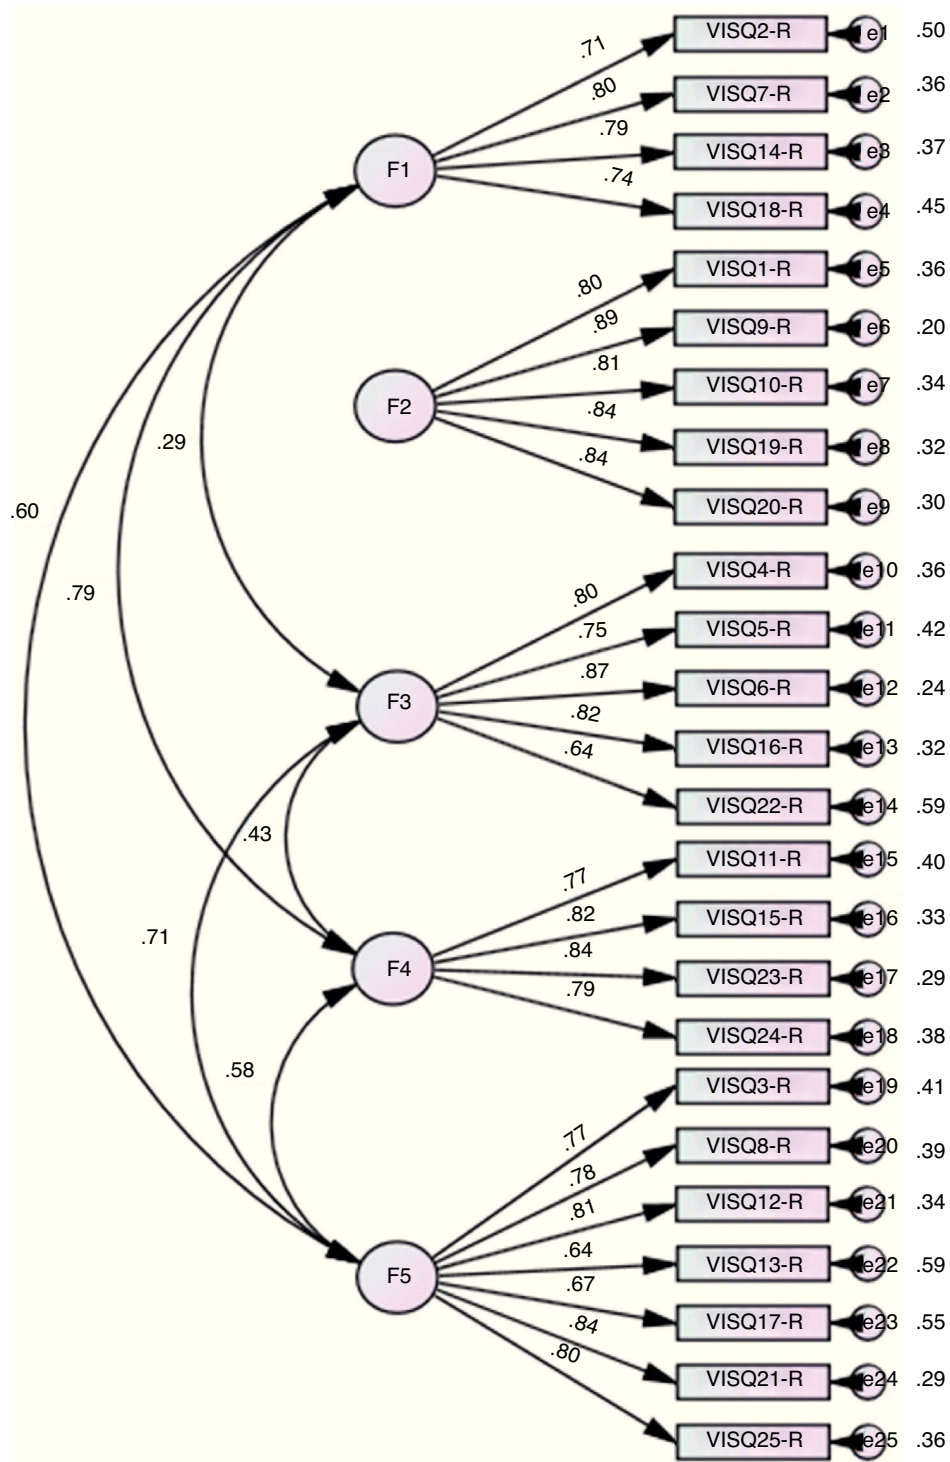 .71 VISQ2-R e1 .50
.80 VISQ7-R e2 .36
.79 VISQ14-R e3 .37
F1
.74 VISQ18-R e4 .45
.80 VISQ1-R e5 .36
.89 VISQ9-R e6 .20
.81 VISQ10-R e7 .34
F2
.84 VISQ19-R e8 .32
.29
.84 VISQ20-R e9 .30
.60
.80 VISQ4-R e10 .36
.79
.75 VISQ5-R e11 .42
.87 VISQ6-R e12 .24
F3
.82 VISQ16-R e13 .32
.64 VISQ22-R e14 .59
.43
.77 VISQ11-R e15 .40
.82 VISQ15-R e16 .33
.71
.84 VISQ23-R e17 .29
F4
.79 VISQ24-R e18 .38
.58
.77 VISQ3-R e19 .41
.78 VISQ8-R e20 .39
.81 VISQ12-R e21 .34
.64 VISQ13-R e22 .59
F5
.67 VISQ17-R e23 .55
.84 VISQ21-R e24 .29
.80 VISQ25-R e25 .36